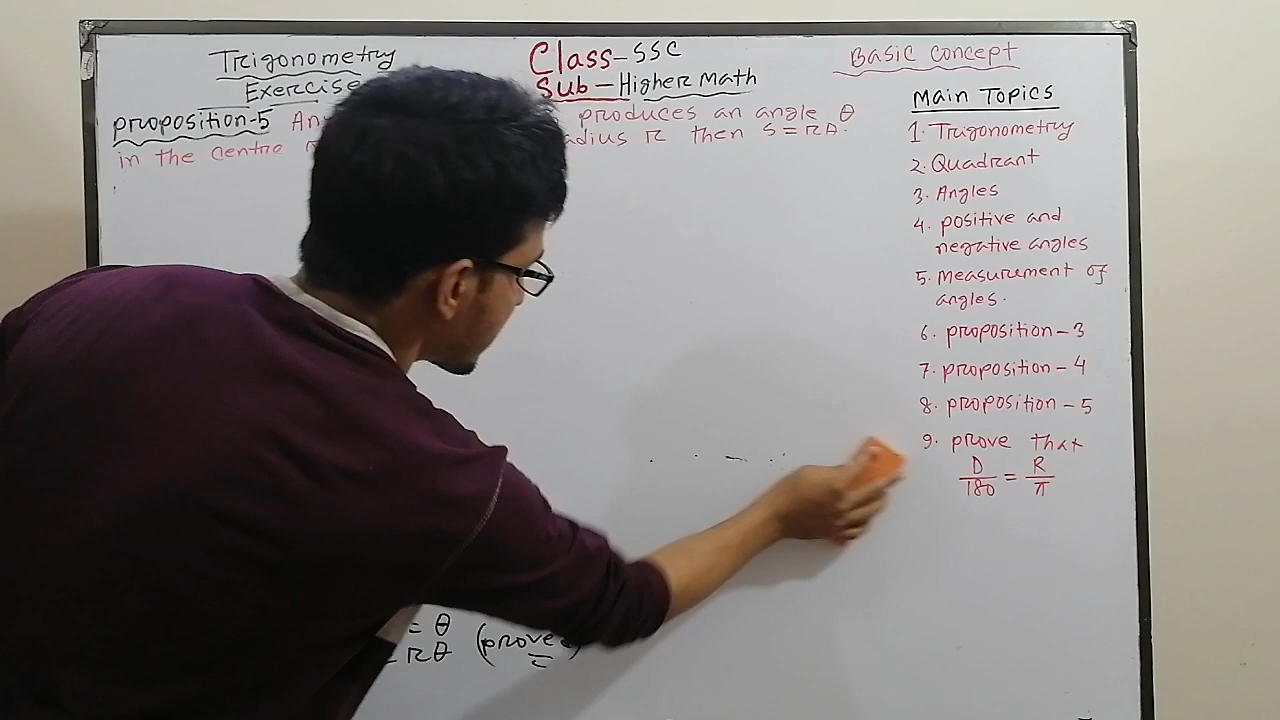 Trigonometry
Exercise
Class-SSC
Sub-Higher Math
Basic Concept
proposition-5 An produces an angle θ
in the centre radius r then S=rθ.
Main Topics
1. Trigonometry
2. Quadrant
3. Angles
4. positive and
negative angles
5. Measurement of
angles.
6. proposition-3
7. proposition-4
8. proposition-5
9. prove that
D/180 = R/π
= θ
= rθ (prove